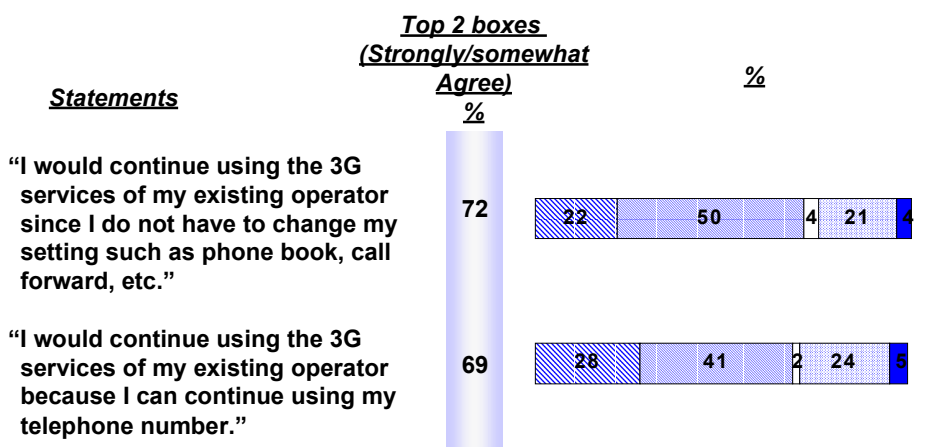 Top 2 boxes
(Strongly/somewhat
Agree)
%
%
Statements
“I would continue using the 3G
services of my existing operator
since I do not have to change my
setting such as phone book, call
forward, etc.”
72
22 50 4 21 4
“I would continue using the 3G
services of my existing operator
because I can continue using my
telephone number.”
69
28 41 2 24 5